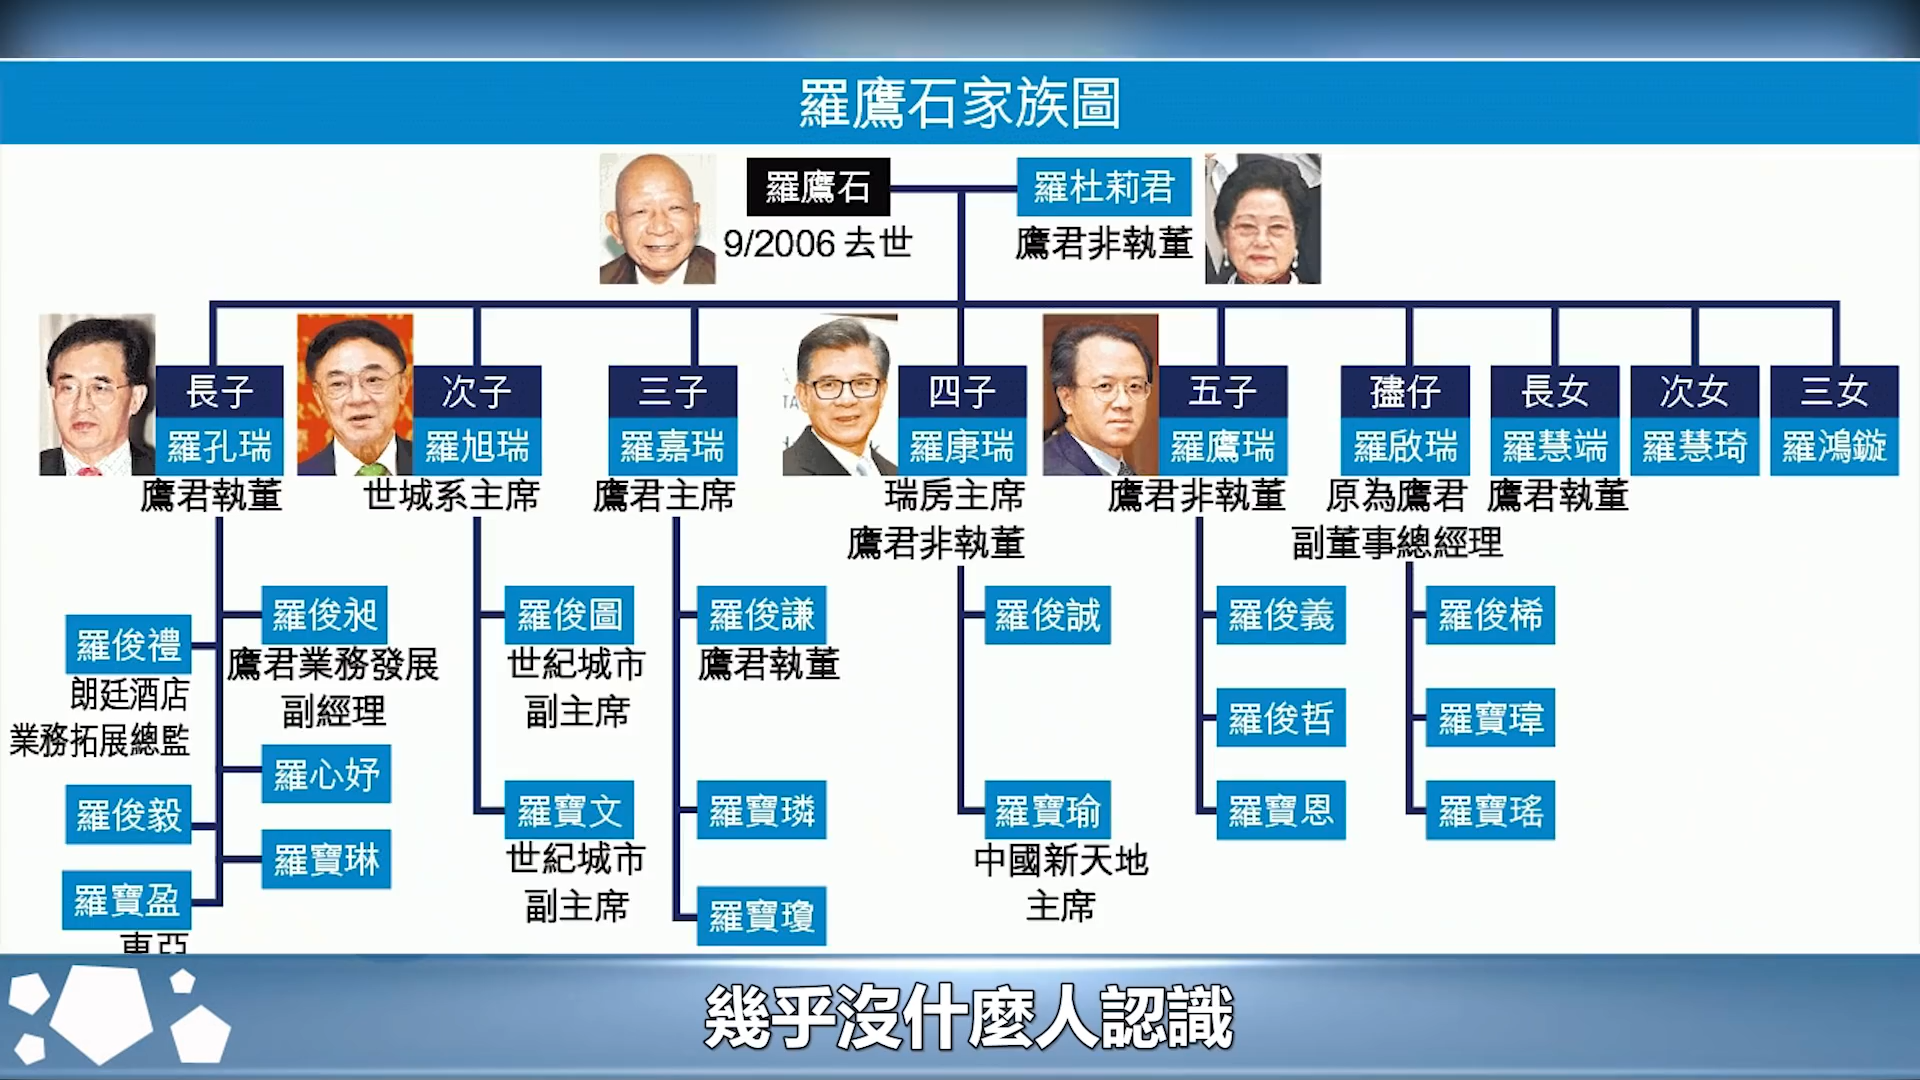 羅鷹石家族圖
羅鷹石
羅杜莉君
9/2006 去世
鷹君非執董
長子
次子
三子
四子
五子
孻仔
長女
次女
三女
羅孔瑞
羅旭瑞
羅嘉瑞
羅康瑞
羅鷹瑞
羅啟瑞
羅慧端
羅慧琦
羅鴻鏇
鷹君執董
世城系主席
鷹君主席
瑞房主席
鷹君非執董
鷹君非執董
原為鷹君
副董事總經理
鷹君執董
羅俊禮
朗廷酒店
業務拓展總監
羅俊昶
鷹君業務發展
副經理
羅心妤
羅俊毅
羅寶琳
羅寶盈
東亞
羅俊圖
世紀城市
副主席
羅寶文
世紀城市
副主席
羅俊謙
鷹君執董
羅寶璘
羅寶瓊
羅俊誠
羅寶瑜
中國新天地
主席
羅俊義
羅俊哲
羅寶恩
羅俊桸
羅寶瑋
羅寶瑤
幾乎沒什麼人認識